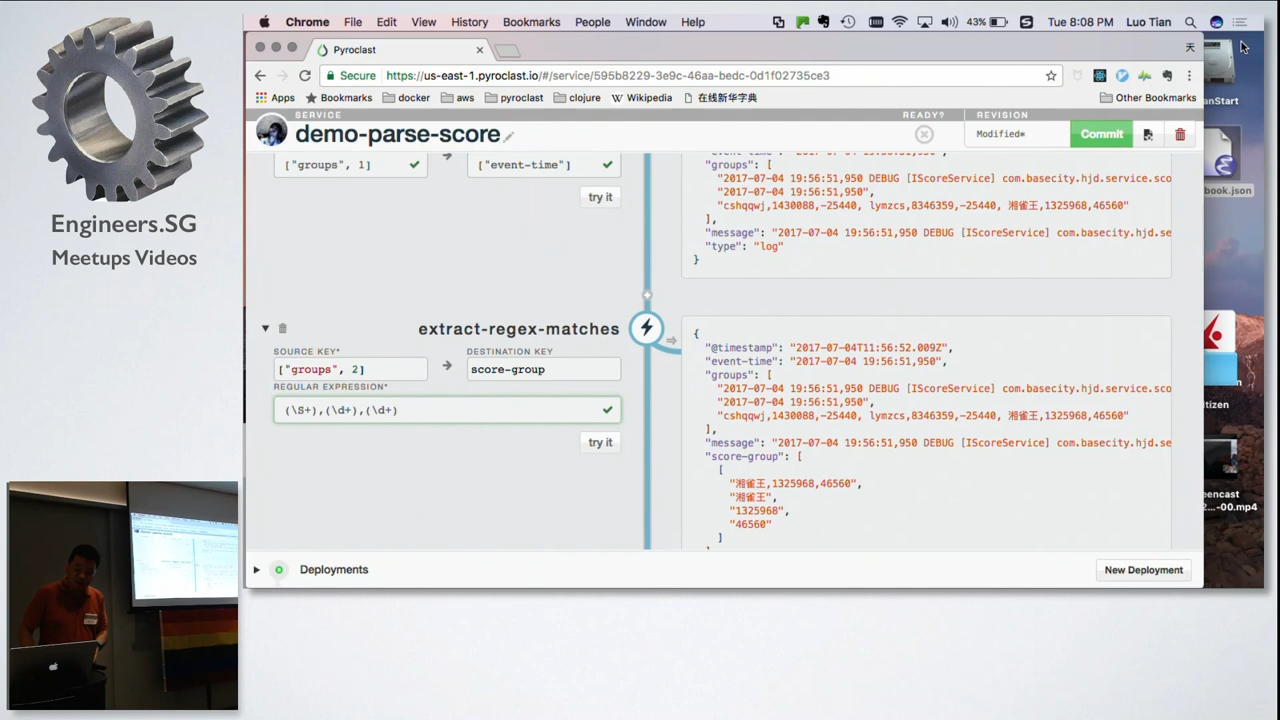 Chrome File Edit View History Bookmarks People Window Help 43% Tue 8:08 PM Luo Tian
Pyroclast
天
Secure https://us-east-1.pyroclast.io/#/service/595b8229-3e9c-46aa-bedc-0d1f02735ce3
Apps Bookmarks docker aws pyroclast clojure Wikipedia 在线新华字典 Other Bookmarks
SERVICE
demo-parse-score
READY?
REVISION
Modified*
Commit
["groups", 1]
["event-time"]
try it
"groups": [
"2017-07-04 19:56:51,950 DEBUG [IScoreService] com.basecity.hjd.service.sco
"2017-07-04 19:56:51,950",
"cshqqwj,1430088,-25440, lymzcs,8346359,-25440, 湘雀王,1325968,46560"
],
"message": "2017-07-04 19:56:51,950 DEBUG [IScoreService] com.basecity.hjd.se
"type": "log"
}
extract-regex-matches
SOURCE KEY*
DESTINATION KEY
["groups", 2]
score-group
REGULAR EXPRESSION*
(\S+),(\d+),(\d+)
try it
{
"@timestamp": "2017-07-04T11:56:52.009Z",
"event-time": "2017-07-04 19:56:51,950",
"groups": [
"2017-07-04 19:56:51,950 DEBUG [IScoreService] com.basecity.hjd.service.sco
"2017-07-04 19:56:51,950",
"cshqqwj,1430088,-25440, lymzcs,8346359,-25440, 湘雀王,1325968,46560"
],
"message": "2017-07-04 19:56:51,950 DEBUG [IScoreService] com.basecity.hjd.se
"score-group": [
[
"湘雀王,1325968,46560",
"湘雀王",
"1325968",
"46560"
]
Deployments
New Deployment
anStart
book.json
tizen
eencast
2...-00.mp4
Engineers.SG
Meetups Videos